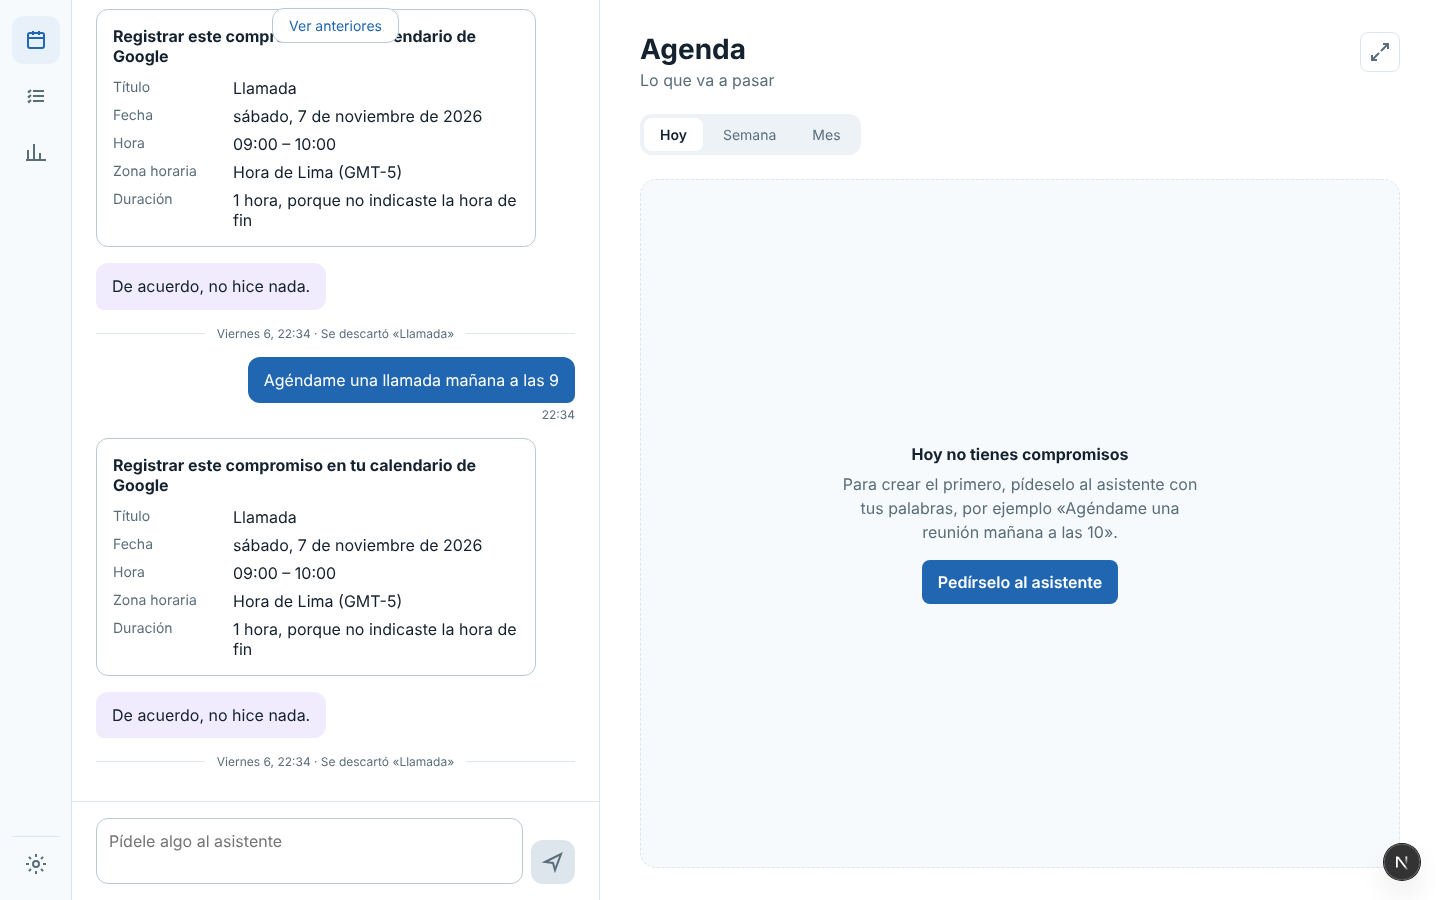 Ver anteriores
Registrar este compr endario de
Google
Título Llamada
Fecha sábado, 7 de noviembre de 2026
Hora 09:00 – 10:00
Zona horaria Hora de Lima (GMT-5)
Duración 1 hora, porque no indicaste la hora de
fin
De acuerdo, no hice nada.
Viernes 6, 22:34 · Se descartó «Llamada»
Agéndame una llamada mañana a las 9
22:34
Registrar este compromiso en tu calendario de
Google
Título Llamada
Fecha sábado, 7 de noviembre de 2026
Hora 09:00 – 10:00
Zona horaria Hora de Lima (GMT-5)
Duración 1 hora, porque no indicaste la hora de
fin
De acuerdo, no hice nada.
Viernes 6, 22:34 · Se descartó «Llamada»
Pídele algo al asistente
Agenda
Lo que va a pasar
Hoy Semana Mes
Hoy no tienes compromisos
Para crear el primero, pídeselo al asistente con
tus palabras, por ejemplo «Agéndame una
reunión mañana a las 10».
Pedírselo al asistente
N